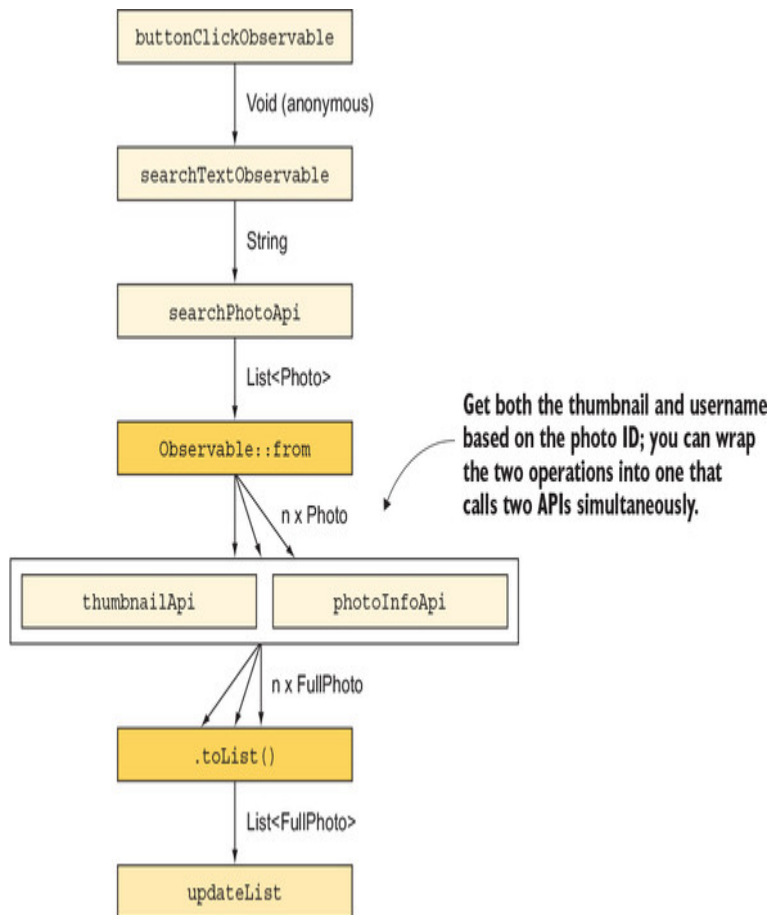 buttonClickObservable
Void (anonymous)
searchTextObservable
String
searchPhotoApi
List<Photo>
Get both the thumbnail and username
based on the photo ID; you can wrap
the two operations into one that
calls two APIs simultaneously.
Observable::from
n x Photo
thumbnailApi
photoInfoApi
n x FullPhoto
.toList()
List<FullPhoto>
updateList